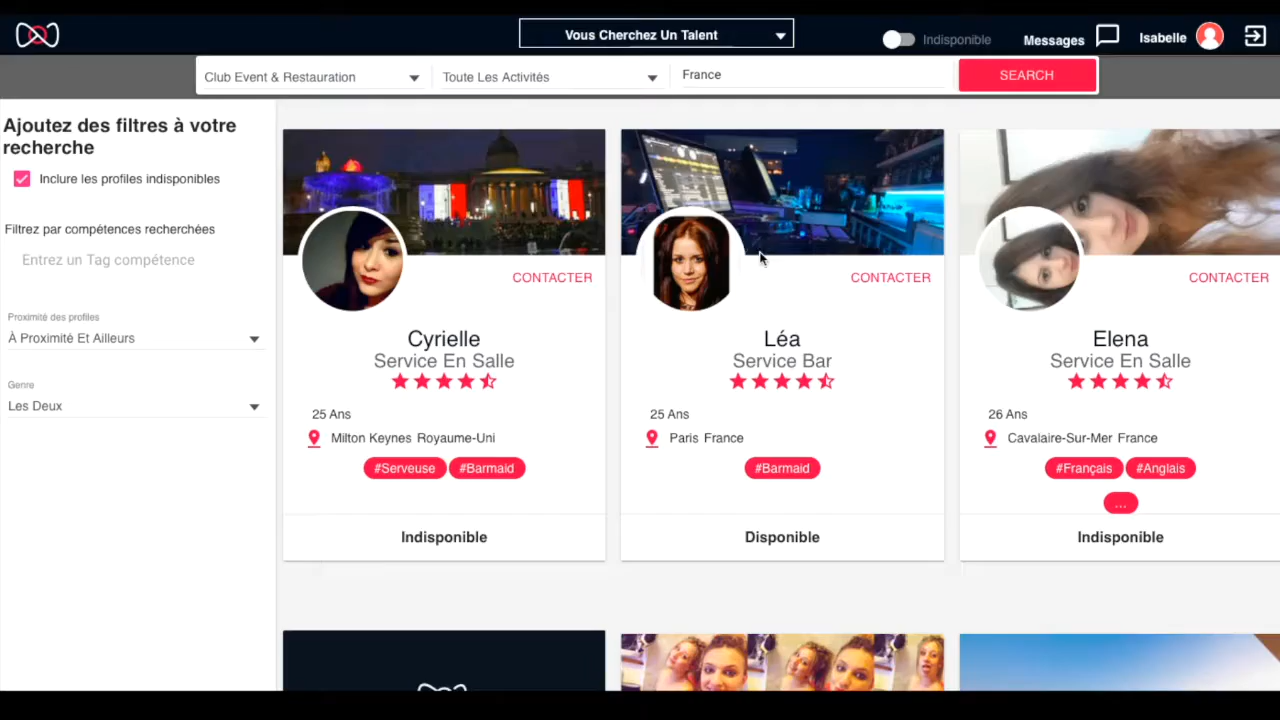 Vous Cherchez Un Talent
Indisponible
Messages
Isabelle
Club Event & Restauration
Toute Les Activités
France
SEARCH
Ajoutez des filtres à votre
recherche
Inclure les profiles indisponibles
Filtrez par compétences recherchées
Entrez un Tag compétence
Proximité des profiles
À Proximité Et Ailleurs
Genre
Les Deux
CONTACTER
Cyrielle
Service En Salle
25 Ans
Milton Keynes Royaume-Uni
#Serveuse #Barmaid
Indisponible
CONTACTER
Léa
Service Bar
25 Ans
Paris France
#Barmaid
Disponible
CONTACTER
Elena
Service En Salle
26 Ans
Cavalaire-Sur-Mer France
#Français #Anglais
...
Indisponible